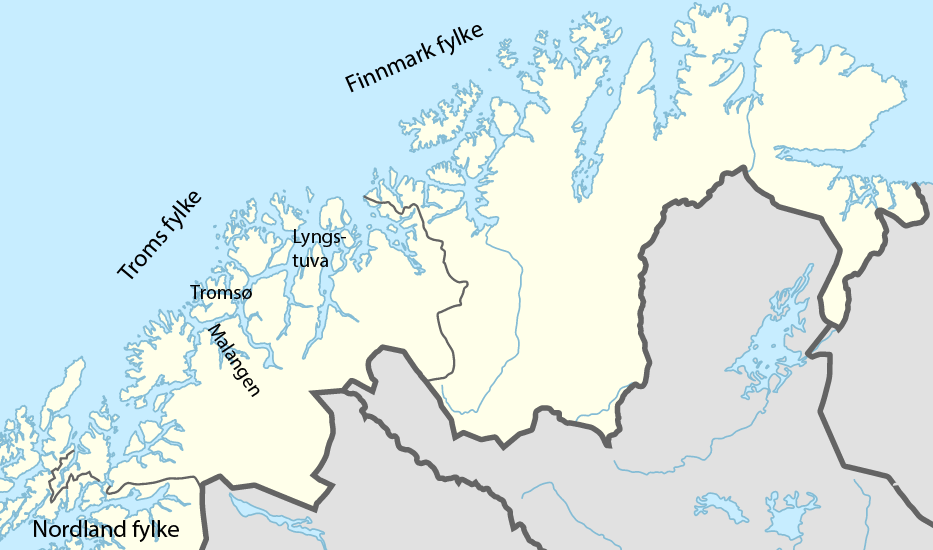 Finnmark fylke
Troms fylke
Lyngs-
tuva
Tromsø
Malangen
Nordland fylke